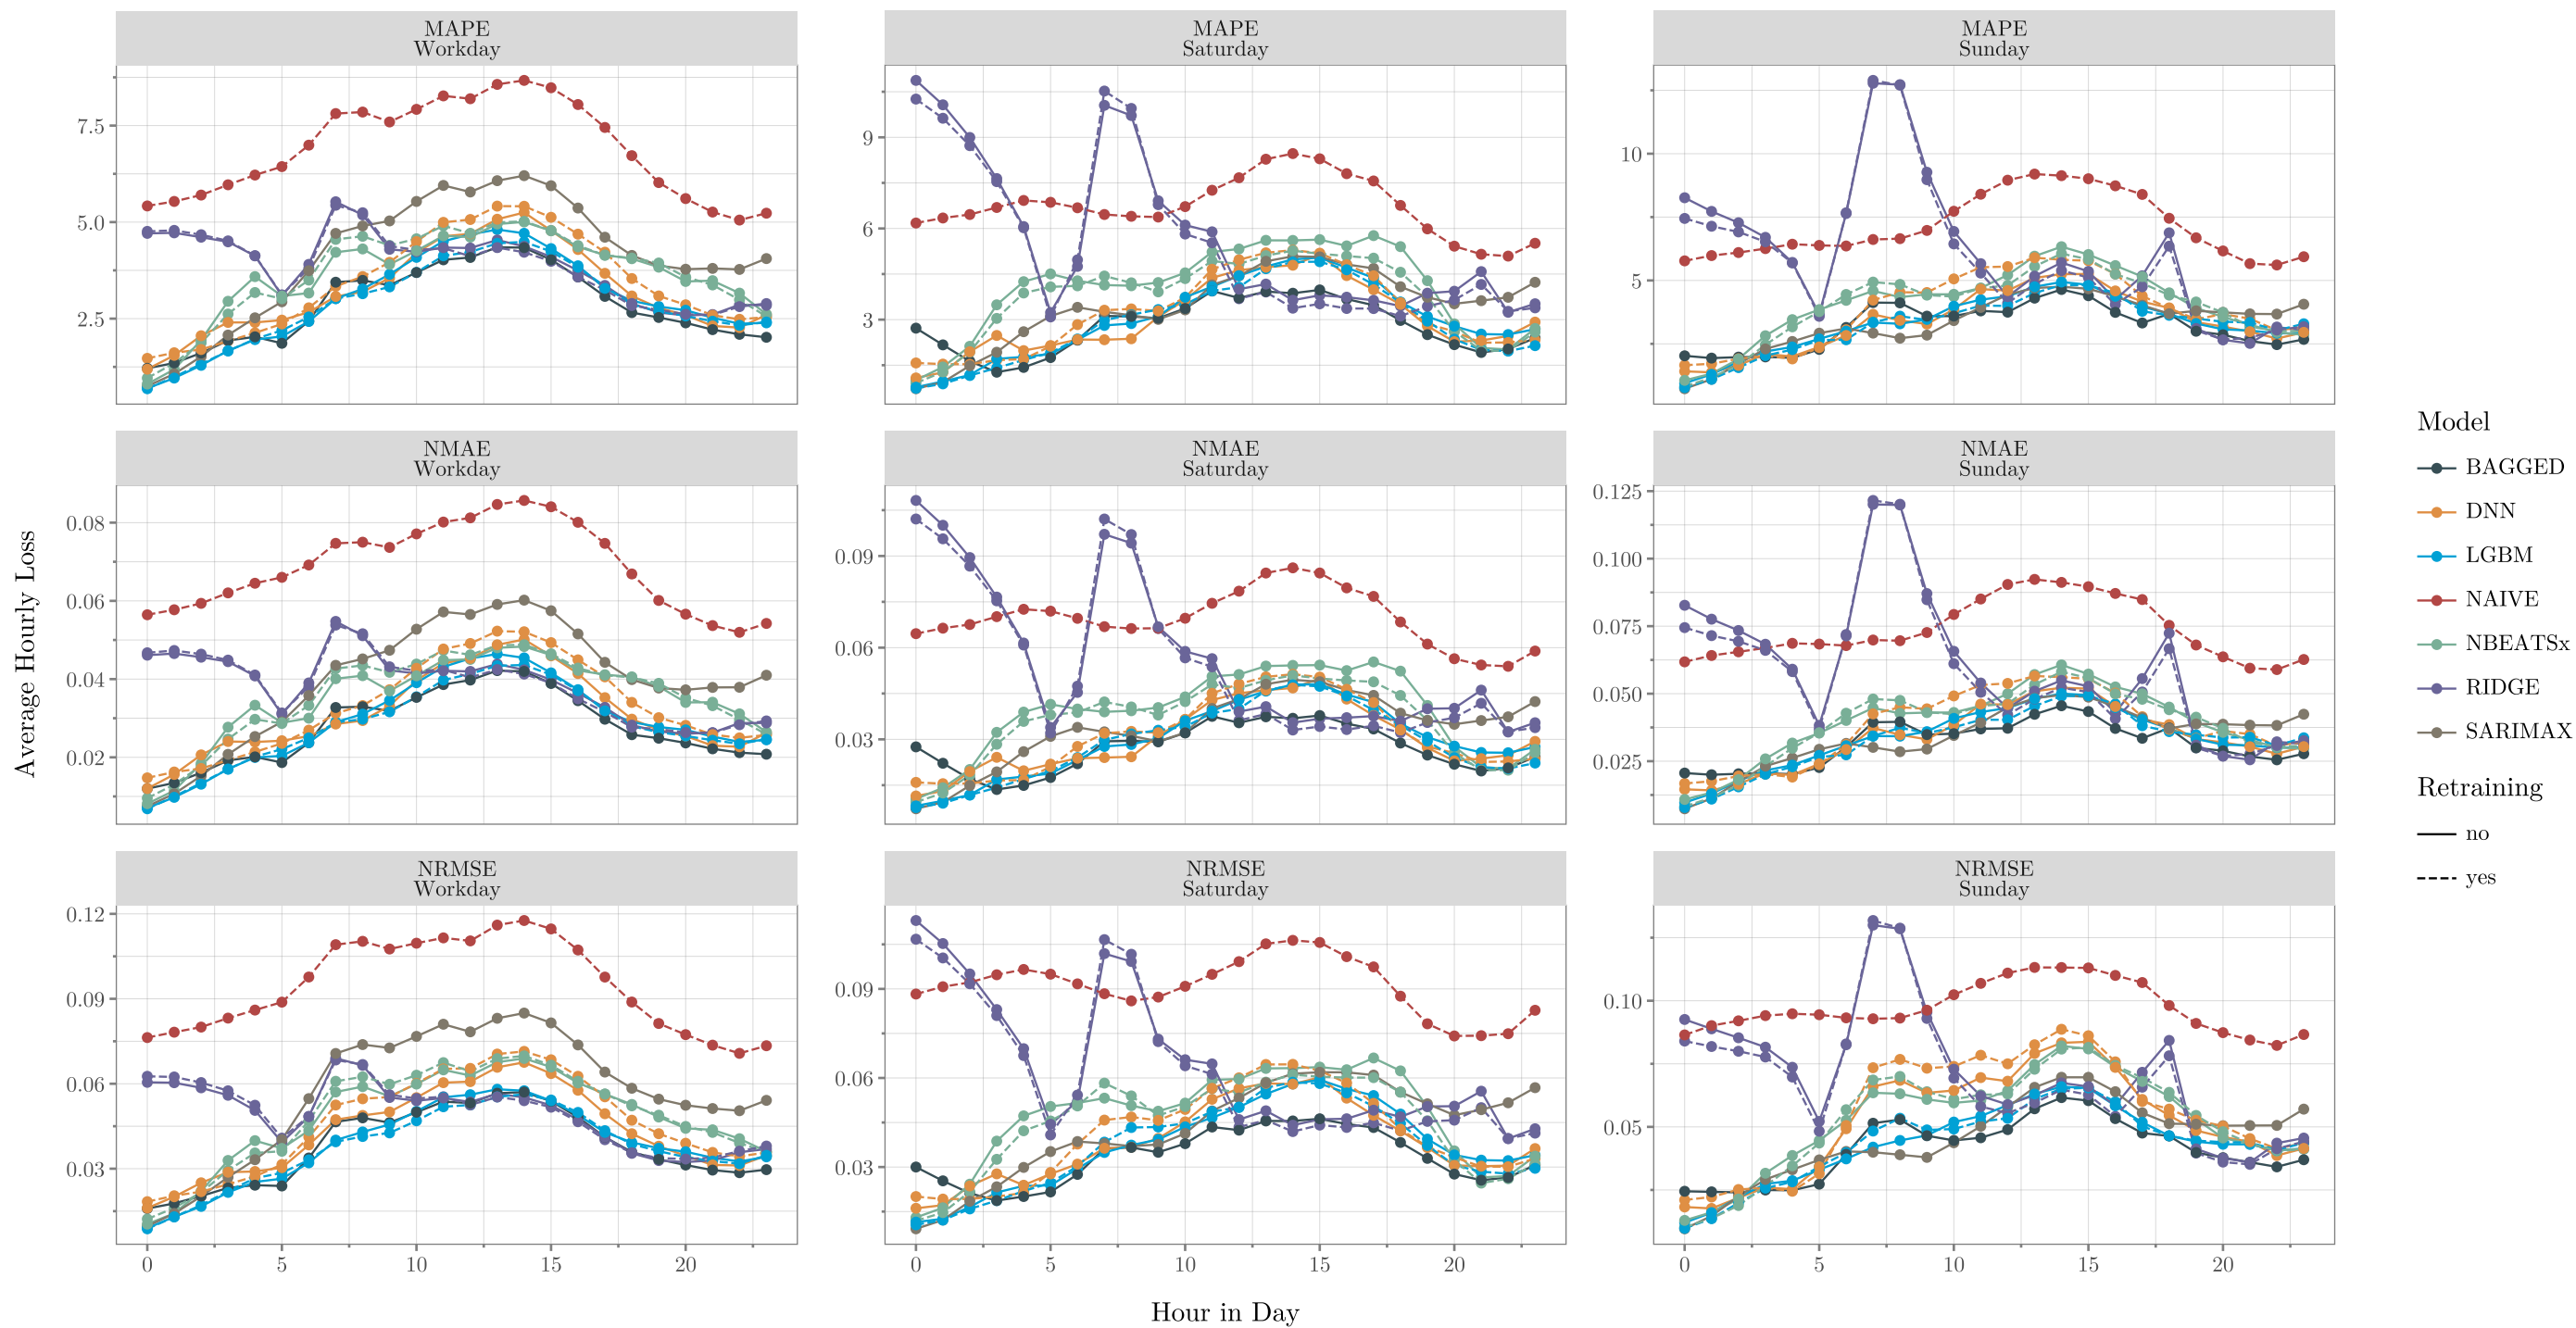 MAPE
Workday
MAPE
Saturday
MAPE
Sunday
7.5
5.0
2.5
9
6
3
10
5
NMAE
Workday
NMAE
Saturday
NMAE
Sunday
0.08
0.06
0.04
0.02
0.09
0.06
0.03
0.125
0.100
0.075
0.050
0.025
NRMSE
Workday
NRMSE
Saturday
NRMSE
Sunday
0.12
0.09
0.06
0.03
0.09
0.06
0.03
0.10
0.05
0 5 10 15 20
0 5 10 15 20
0 5 10 15 20
Average Hourly Loss
Hour in Day
Model
BAGGED
DNN
LGBM
NAIVE
NBEATSx
RIDGE
SARIMAX
Retraining
no
yes